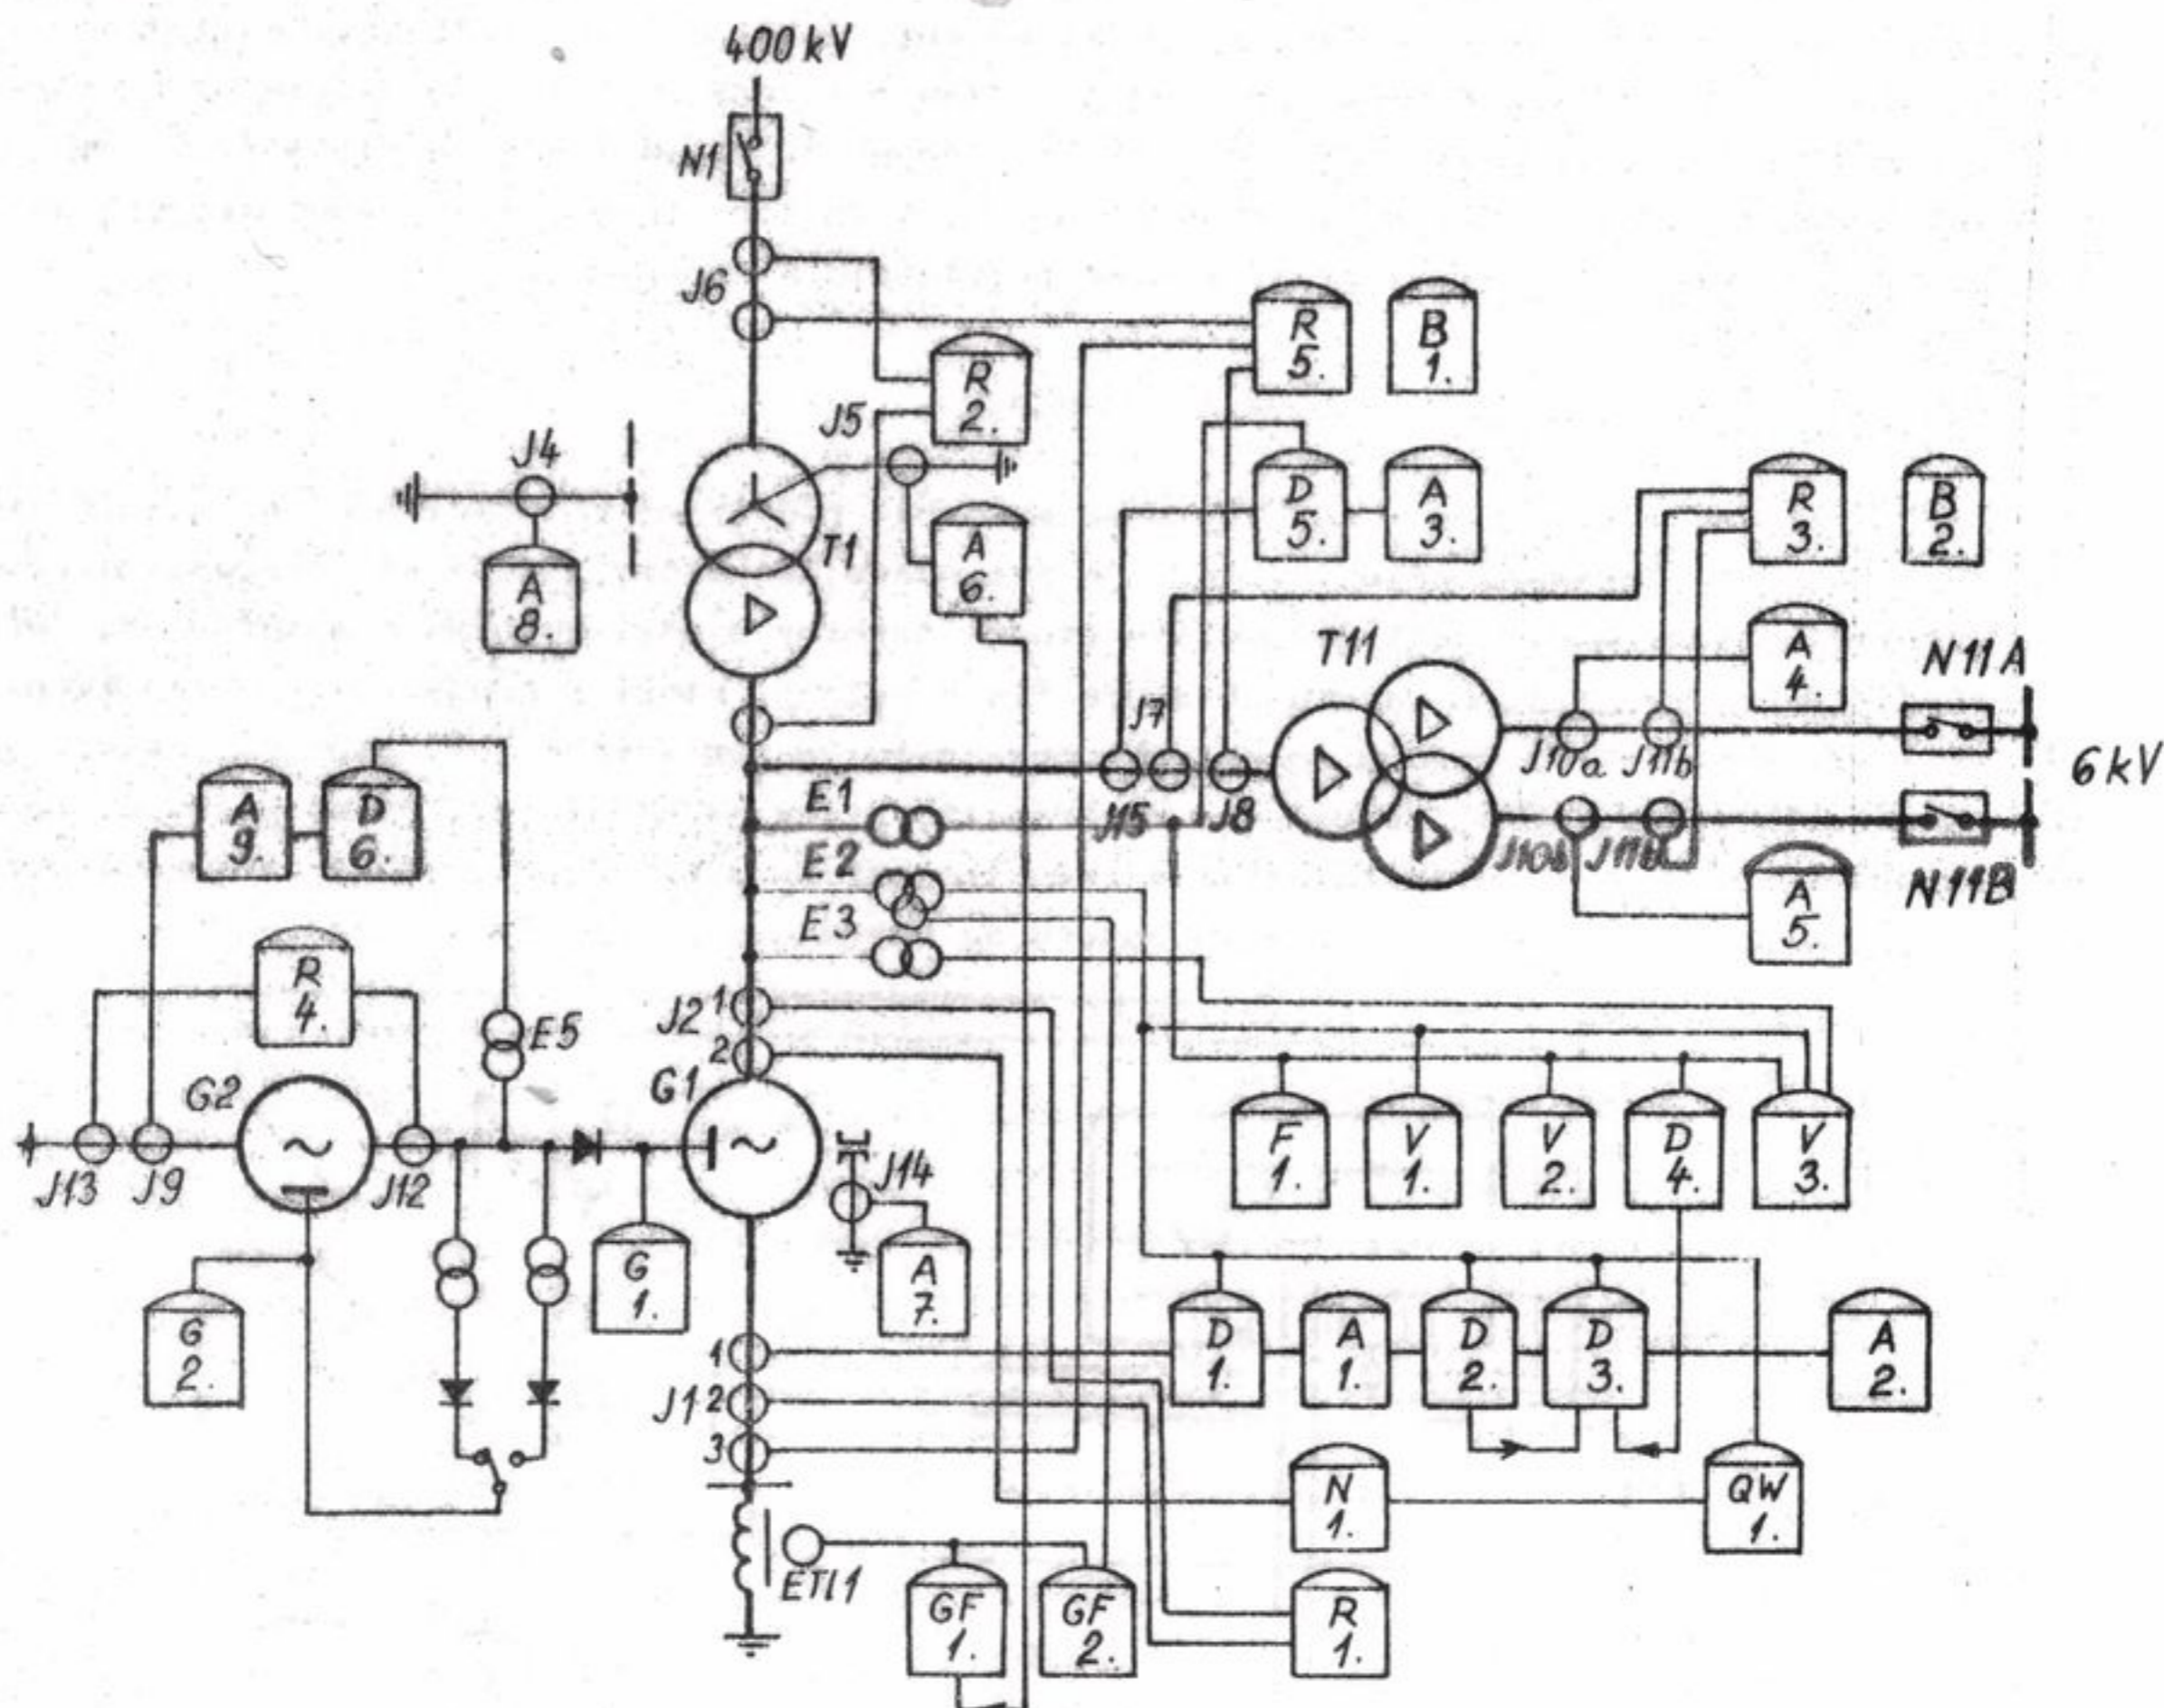 400 kV
N1
J6
R
5.
B
1.
R
2.
J5
J4
D
5.
A
3.
R
3.
B
2.
T1
A
6.
A
8.
T11
A
4.
N11A
J7
J10a
J11b
6 kV
E1
J15
J8
A
9.
D
6.
E2
J10b
J11b
N11B
E3
A
5.
R
4.
J2
1
2
E5
G2
G1
F
1.
V
1.
V
2.
D
4.
V
3.
J13
J9
J12
J14
G
1.
A
7.
G
2.
D
1.
A
1.
D
2.
D
3.
A
2.
J1
1
2
3
N
1.
QW
1.
ET11
GF
1.
GF
2.
R
1.